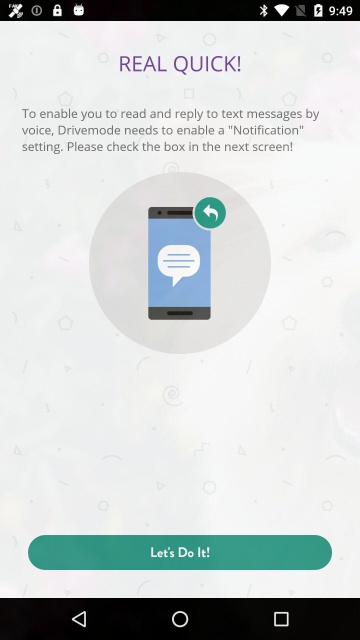 9:49
REAL QUICK!
To enable you to read and reply to text messages by
voice, Drivemode needs to enable a "Notification"
setting. Please check the box in the next screen!
Let's Do It!